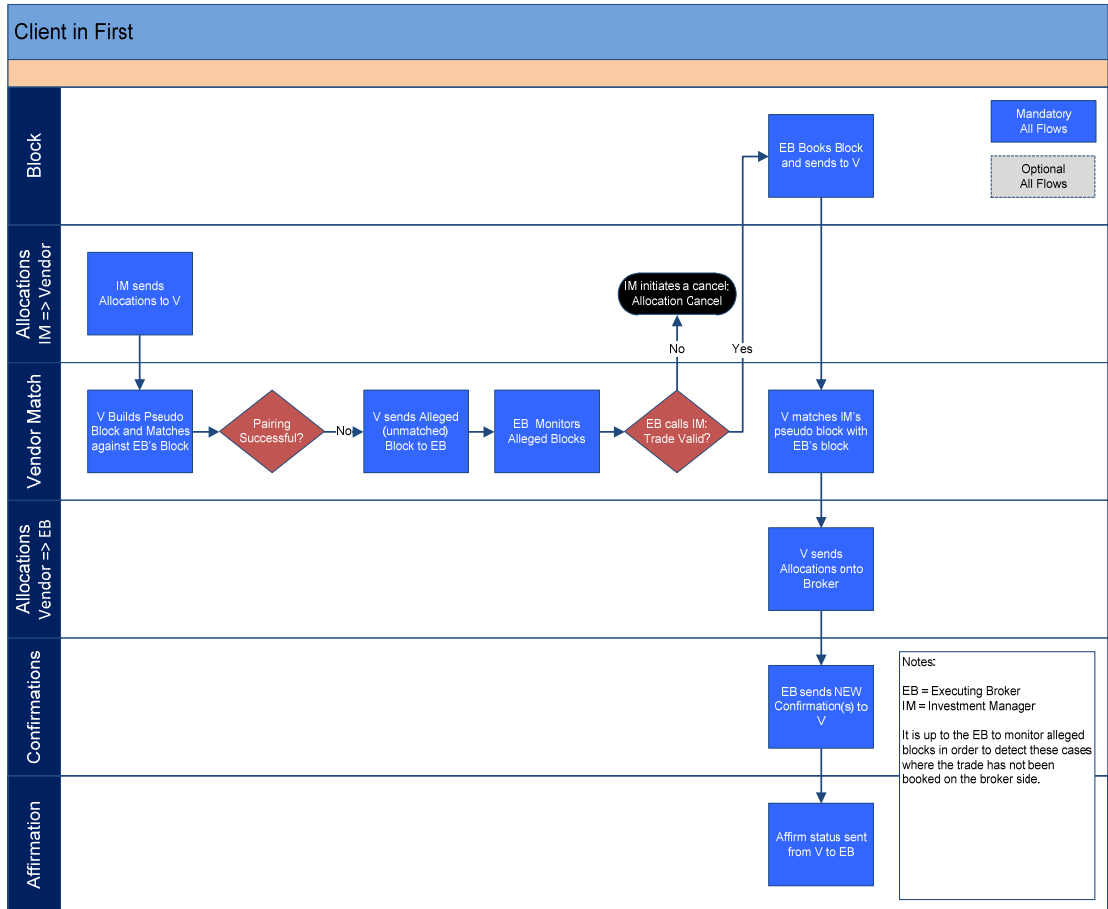 Client in First
Block
EB Books Block
and sends to V
Mandatory
All Flows
Optional
All Flows
Allocations
IM => Vendor
IM sends
Allocations to V
IM initiates a cancel:
Allocation Cancel
No
Yes
Vendor Match
V Builds Pseudo
Block and Matches
against EB's Block
Pairing
Successful?
No
V sends Alleged
(unmatched)
Block to EB
EB Monitors
Alleged Blocks
EB calls IM:
Trade Valid?
V matches IM's
pseudo block with
EB's block
Allocations
Vendor => EB
V sends
Allocations onto
Broker
Confirmations
EB sends NEW
Confirmation(s) to
V
Notes:
EB = Executing Broker
IM = Investment Manager
It is up to the EB to monitor alleged
blocks in order to detect these cases
where the trade has not been
booked on the broker side.
Affirmation
Affirm status sent
from V to EB